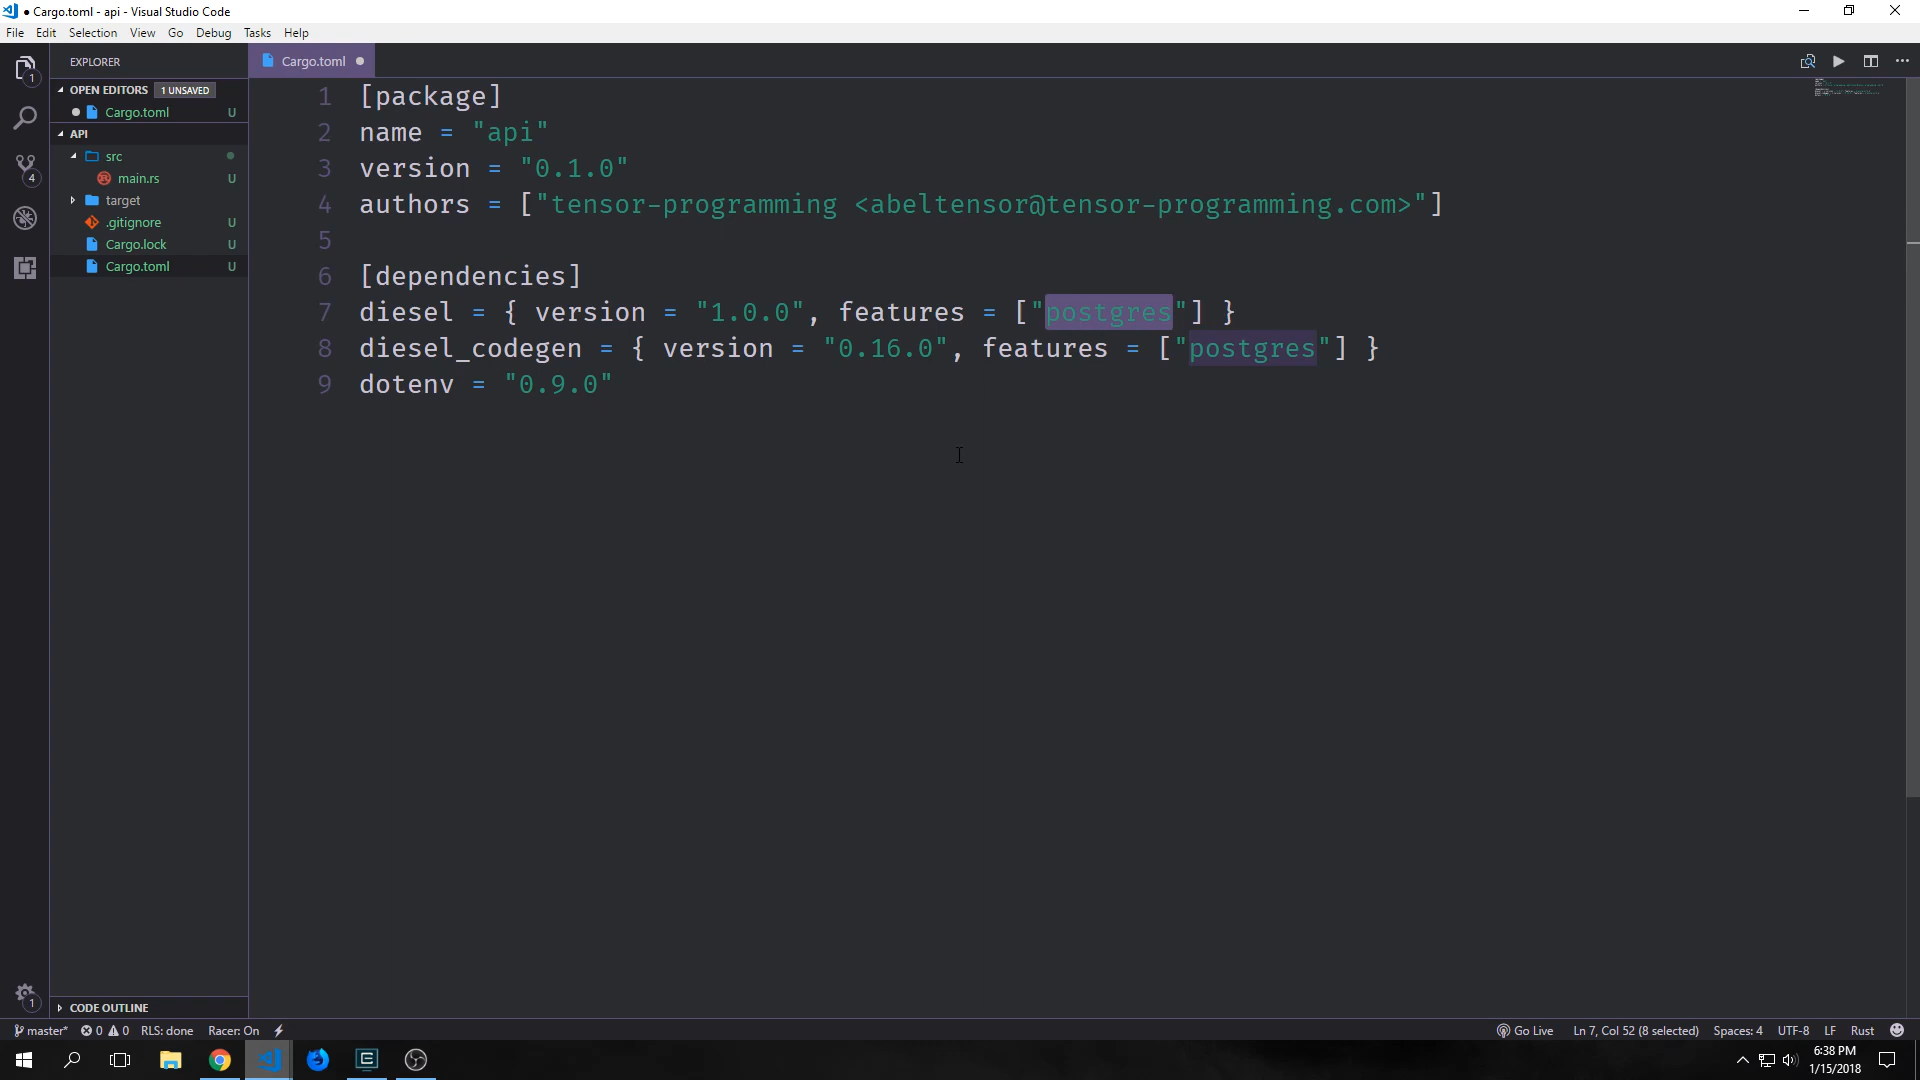 ● Cargo.toml - api - Visual Studio Code
File Edit Selection View Go Debug Tasks Help
EXPLORER
OPEN EDITORS 1 UNSAVED
Cargo.toml U
API
src
main.rs U
target
.gitignore U
Cargo.lock U
Cargo.toml U
CODE OUTLINE
1
4
1
Cargo.toml
1 [package]
2 name = "api"
3 version = "0.1.0"
4 authors = ["tensor-programming <abeltensor@tensor-programming.com>"]
5
6 [dependencies]
7 diesel = { version = "1.0.0", features = ["postgres"] }
8 diesel_codegen = { version = "0.16.0", features = ["postgres"] }
9 dotenv = "0.9.0"
master* 0 0 RLS: done Racer: On Go Live Ln 7, Col 52 (8 selected) Spaces: 4 UTF-8 LF Rust
6:38 PM
1/15/2018